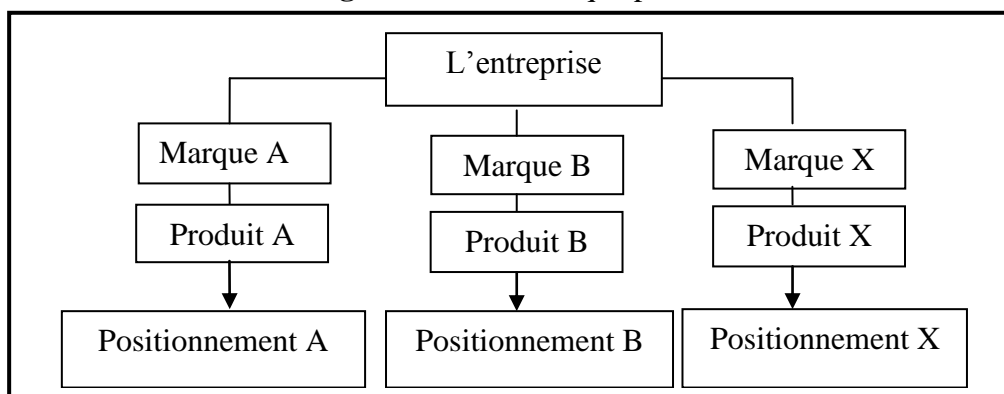 L’entreprise
Marque A
Marque B
Marque X
Produit A
Produit B
Produit X
Positionnement A
Positionnement B
Positionnement X